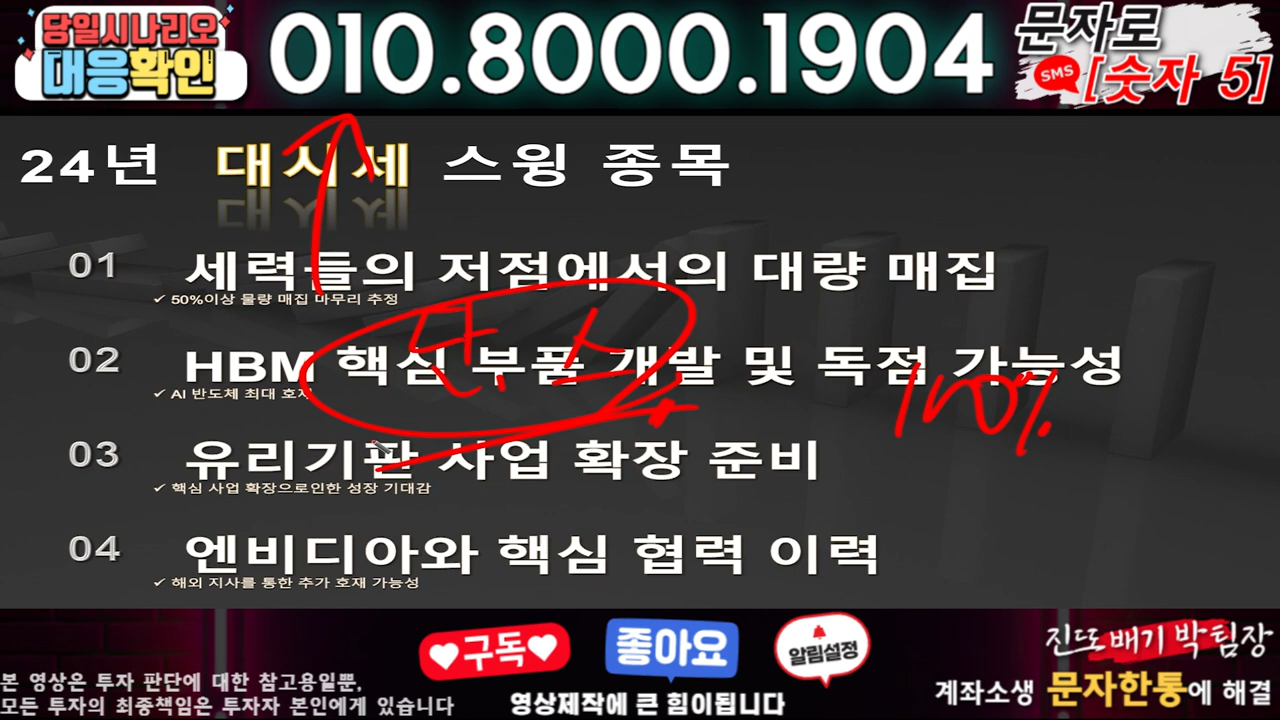 당일시나리오
대응확인
010.8000.1904
문자로
SMS
[숫자 5]
24년 대시세 스윙 종목
01 세력들의 저점에서의 대량 매집
✓ 50%이상 물량 매집 마무리 추정
02 HBM 핵심 부품 개발 및 독점 가능성
✓ AI 반도체 최대 호재
100%
03 유리기판 사업 확장 준비
✓ 핵심 사업 확장으로인한 성장 기대감
04 엔비디아와 핵심 협력 이력
✓ 해외 지사를 통한 추가 호재 가능성
구독
좋아요
알림설정
영상제작에 큰 힘이됩니다
본 영상은 투자 판단에 대한 참고용일뿐,
모든 투자의 최종책임은 투자자 본인에게 있습니다
진또배기 박팀장
계좌소생 문자한통에 해결